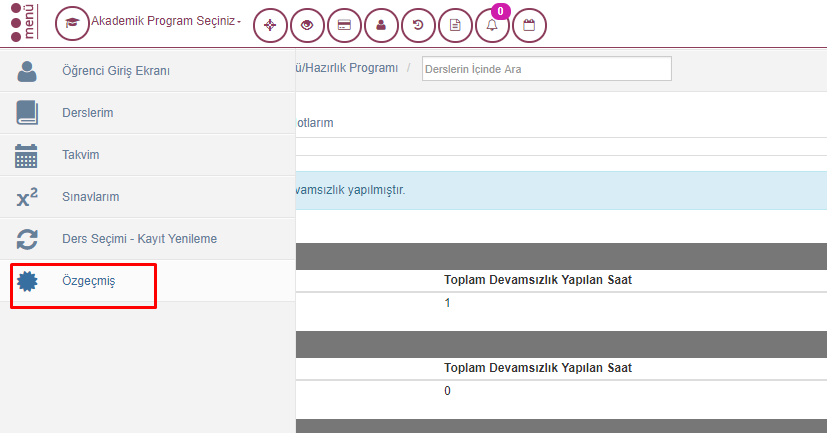 menü
Akademik Program Seçiniz
0
Öğrenci Giriş Ekranı
ü/Hazırlık Programı /
Derslerin İçinde Ara
Derslerim
otlarım
Takvim
vamsızlık yapılmıştır.
x² Sınavlarım
Ders Seçimi - Kayıt Yenileme
Özgeçmiş
Toplam Devamsızlık Yapılan Saat
1
Toplam Devamsızlık Yapılan Saat
0